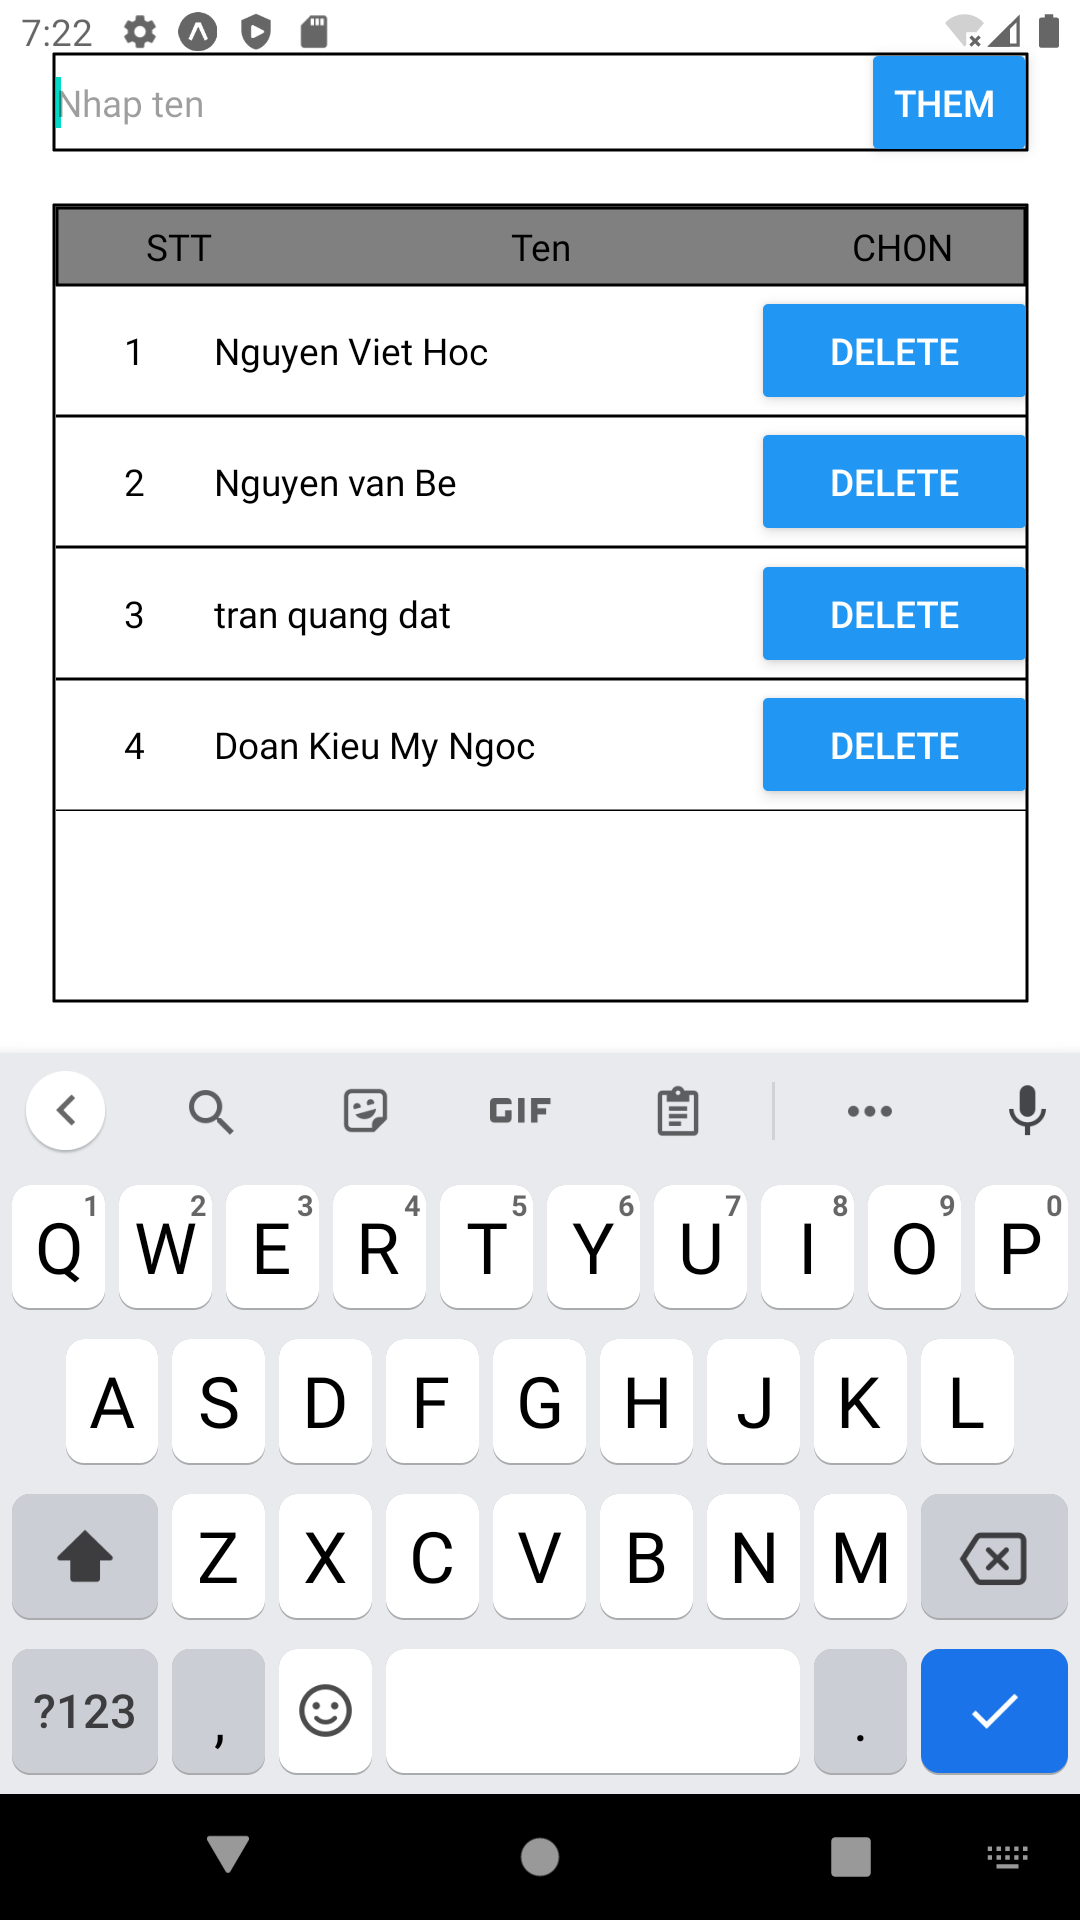 7:22
Nhap ten THEM
STT Ten CHON
1 Nguyen Viet Hoc DELETE
2 Nguyen van Be DELETE
3 tran quang dat DELETE
4 Doan Kieu My Ngoc DELETE
GIF
1 2 3 4 5 6 7 8 9 0
Q W E R T Y U I O P
A S D F G H J K L
Z X C V B N M
?123 , .